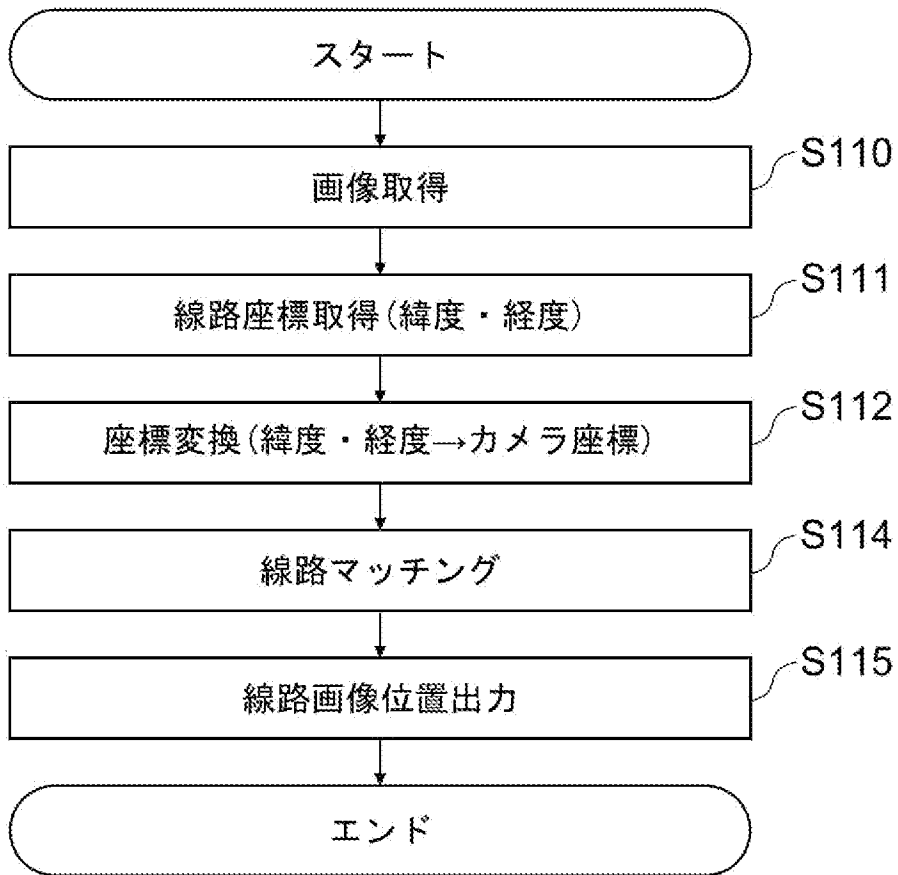 スタート
S110
画像取得
S111
線路座標取得(緯度・経度)
S112
座標変換(緯度・経度→カメラ座標)
S114
線路マッチング
S115
線路画像位置出力
エンド